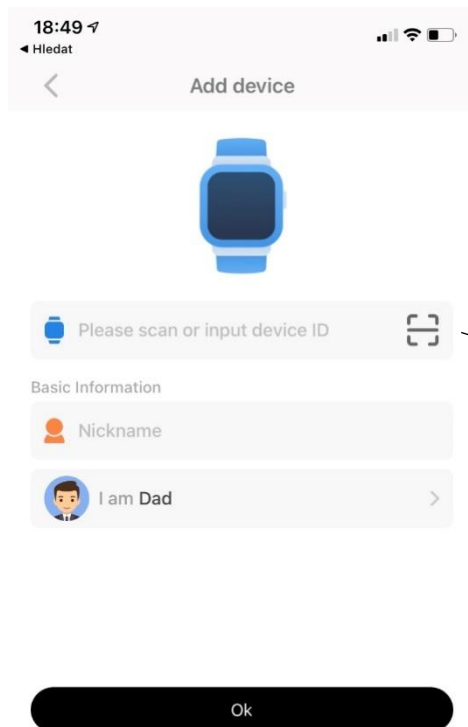 18:49
◀ Hledat
Add device
Please scan or input device ID
Basic Information
Nickname
I am Dad
Ok